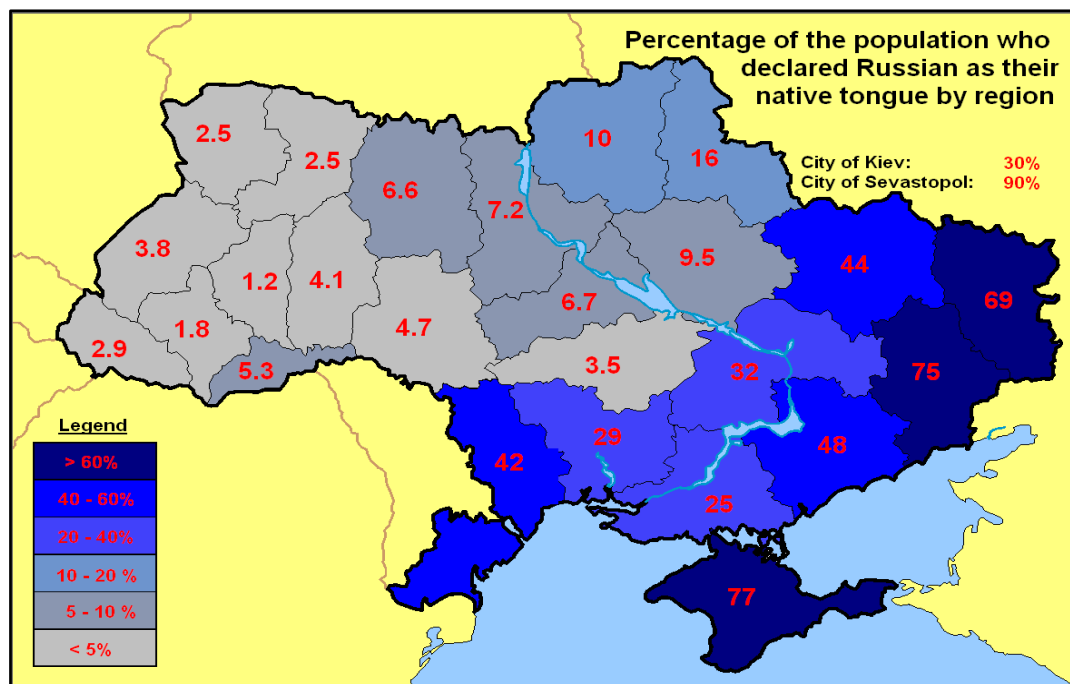 Percentage of the population who
declared Russian as their
native tongue by region
City of Kiev: 30%
City of Sevastopol: 90%
2.5
2.5
10
16
6.6
7.2
3.8
9.5
44
1.2
4.1
69
6.7
1.8
4.7
2.9
5.3
3.5
32
75
29
42
48
25
77
Legend
> 60%
40 - 60%
20 - 40%
10 - 20 %
5 - 10 %
< 5%